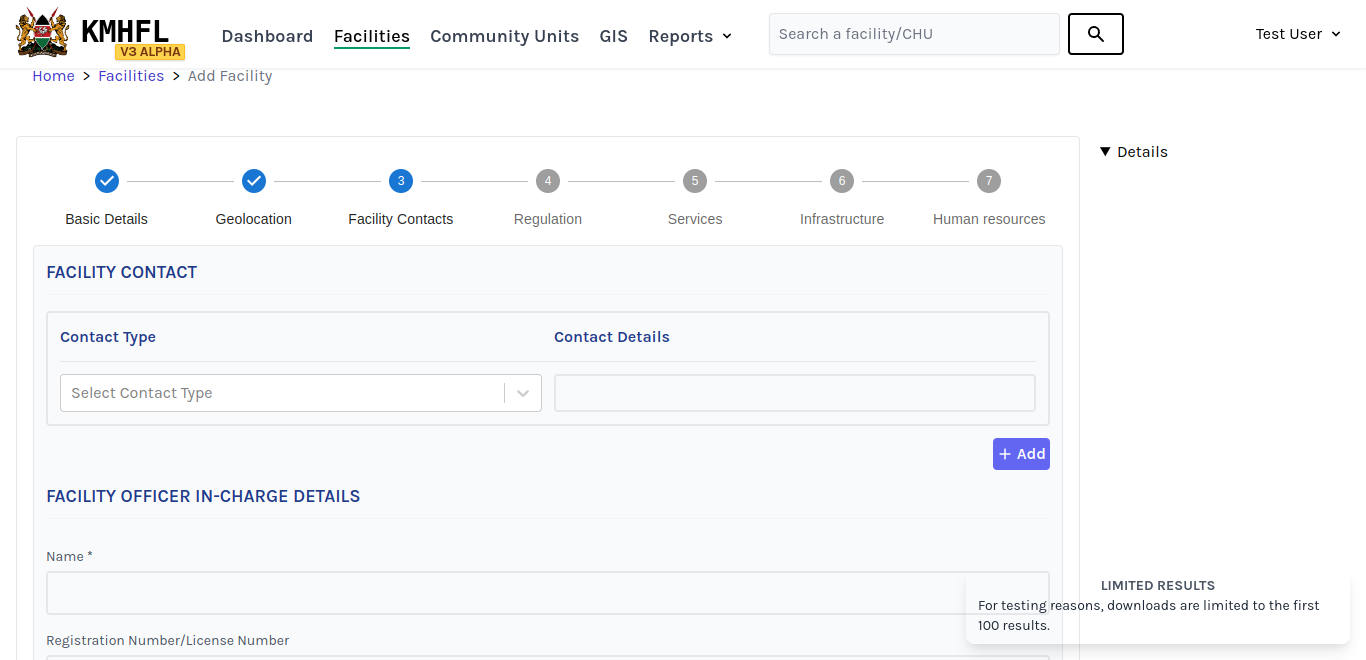 KMHFL
V3 ALPHA
Dashboard
Facilities
Community Units
GIS
Reports
Search a facility/CHU
Test User
Home > Facilities > Add Facility
Details
3
4
5
6
7
Basic Details
Geolocation
Facility Contacts
Regulation
Services
Infrastructure
Human resources
FACILITY CONTACT
Contact Type
Contact Details
Select Contact Type
+ Add
FACILITY OFFICER IN-CHARGE DETAILS
Name *
LIMITED RESULTS
For testing reasons, downloads are limited to the first
100 results.
Registration Number/License Number